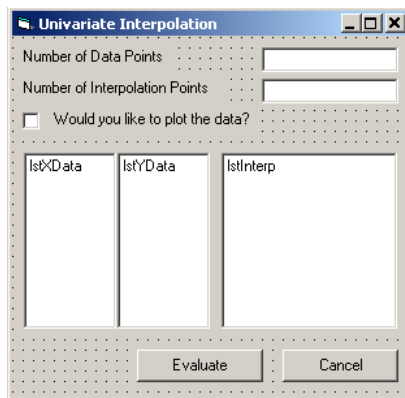 Univariate Interpolation
Number of Data Points
Number of Interpolation Points
Would you like to plot the data?
lstXData lstYData lstInterp
Evaluate Cancel